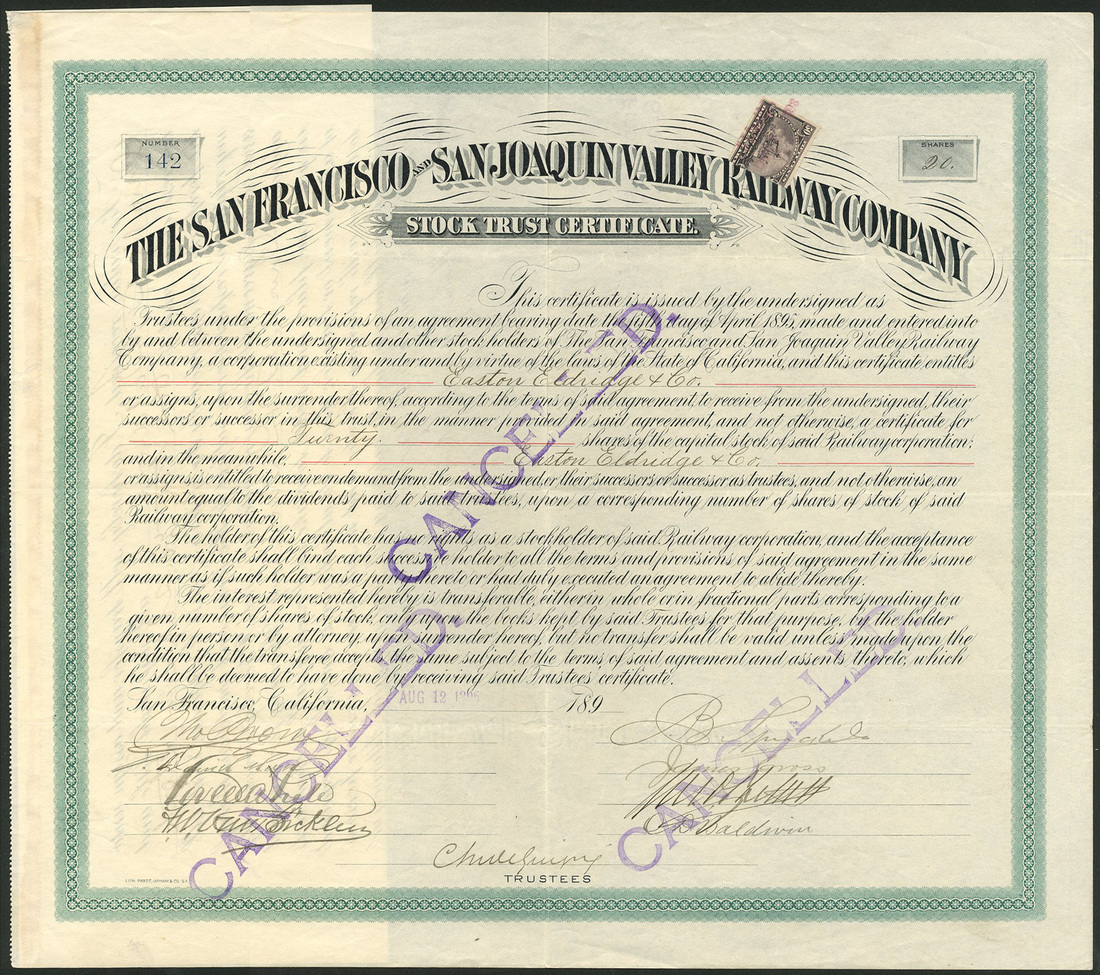 NUMBER
142
SHARES
20.
THE SAN FRANCISCO AND SAN JOAQUIN VALLEY RAILWAY COMPANY
STOCK TRUST CERTIFICATE.
This certificate is issued by the undersigned as
Trustees under the provisions of an agreement bearing date the fifth day of April 1895, made and entered into
by and between the undersigned and other stockholders of The San Francisco and San Joaquin Valley Railway
Company, a corporation existing under and by virtue of the laws of the State of California, and this certificate entitles
Easton Eldridge & Co.
or assigns, upon the surrender thereof, according to the terms of said agreement, to receive from the undersigned, their
successors or successor in this trust, in the manner provided in said agreement, and not otherwise, a certificate for
Twenty. shares of the capital stock of said Railway corporation;
and in the meanwhile, Easton Eldridge & Co.
or assigns is entitled to receive on demand from the undersigned or their successors or successor as trustees, and not otherwise, an
amount equal to the dividends paid to said trustees, upon a corresponding number of shares of stock of said
Railway corporation.
The holder of this certificate has no rights as a stockholder of said Railway corporation, and the acceptance
of this certificate shall bind each successive holder to all the terms and provisions of said agreement in the same
manner as if such holder was a party hereto or had duly executed an agreement to abide thereby.
The interest represented hereby is transferable, either in whole or in fractional parts corresponding to a
given number of shares of stock, only upon the books kept by said Trustees for that purpose, by the holder
hereof in person or by attorney, upon surrender hereof, but no transfer shall be valid unless made upon the
condition that the transferee accept the same subject to the terms of said agreement and assents thereto, which
he shall be deemed to have done by receiving said Trustees certificate.
San Francisco, California, AUG 12 1895 189
Thos Brown
James Cross
Lovell White
F.W. Van Sicklen
O D Baldwin
TRUSTEES
CANCELLED.
CANCELLED.
CANCELLED